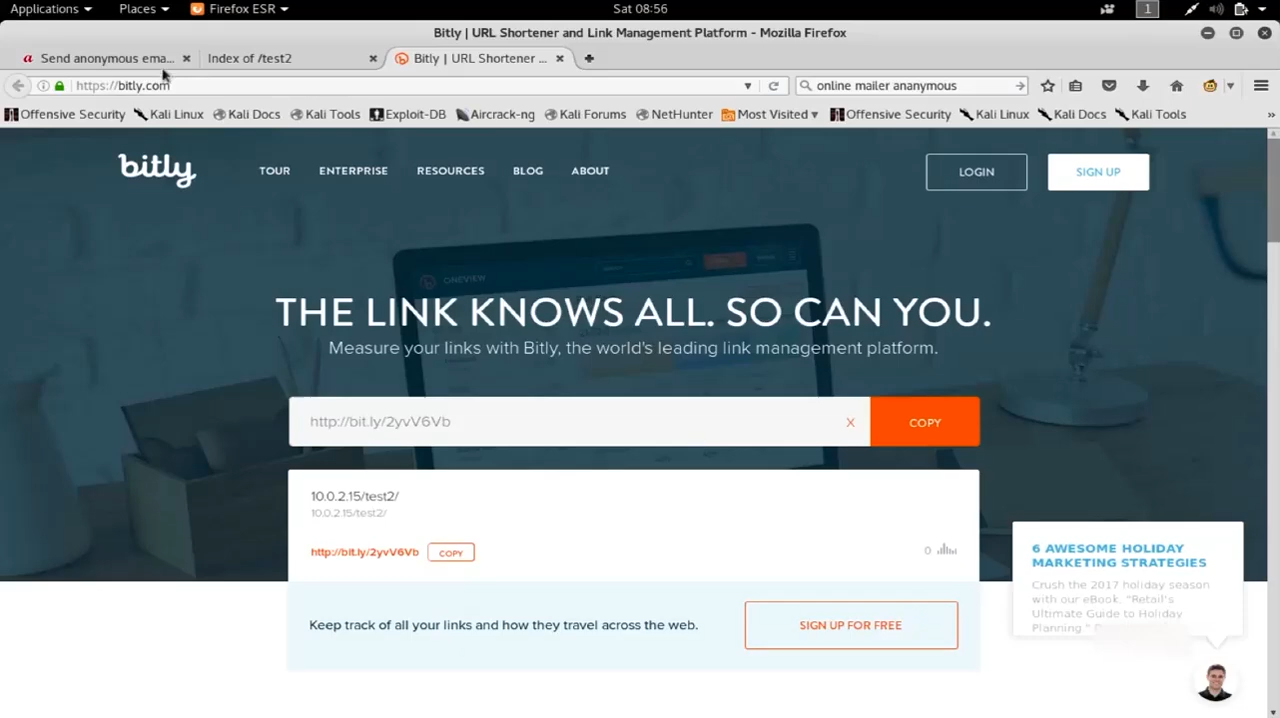 Applications Places Firefox ESR Sat 08:56 1
Bitly | URL Shortener and Link Management Platform - Mozilla Firefox
Send anonymous ema... Index of /test2 Bitly | URL Shortener ...
https://bitly.com online mailer ananymous
Offensive Security Kali Linux Kali Docs Kali Tools Exploit-DB Aircrack-ng Kali Forums NetHunter Most Visited Offensive Security Kali Linux Kali Docs Kali Tools
bitly TOUR ENTERPRISE RESOURCES BLOG ABOUT LOGIN SIGN UP
CINEVIEW
THE LINK KNOWS ALL. SO CAN YOU.
Measure your links with Bitly, the world's leading link management platform.
http://bit.ly/2yvV6Vb X COPY
10.0.2.15/test2/
10.0.2.15/test2/
http://bit.ly/2yvV6Vb COPY 0
Keep track of all your links and how they travel across the web. SIGN UP FOR FREE
6 AWESOME HOLIDAY
MARKETING STRATEGIES
Crush the 2017 holiday season
with our eBook, "Retail's
Ultimate Guide to Holiday
Planning."